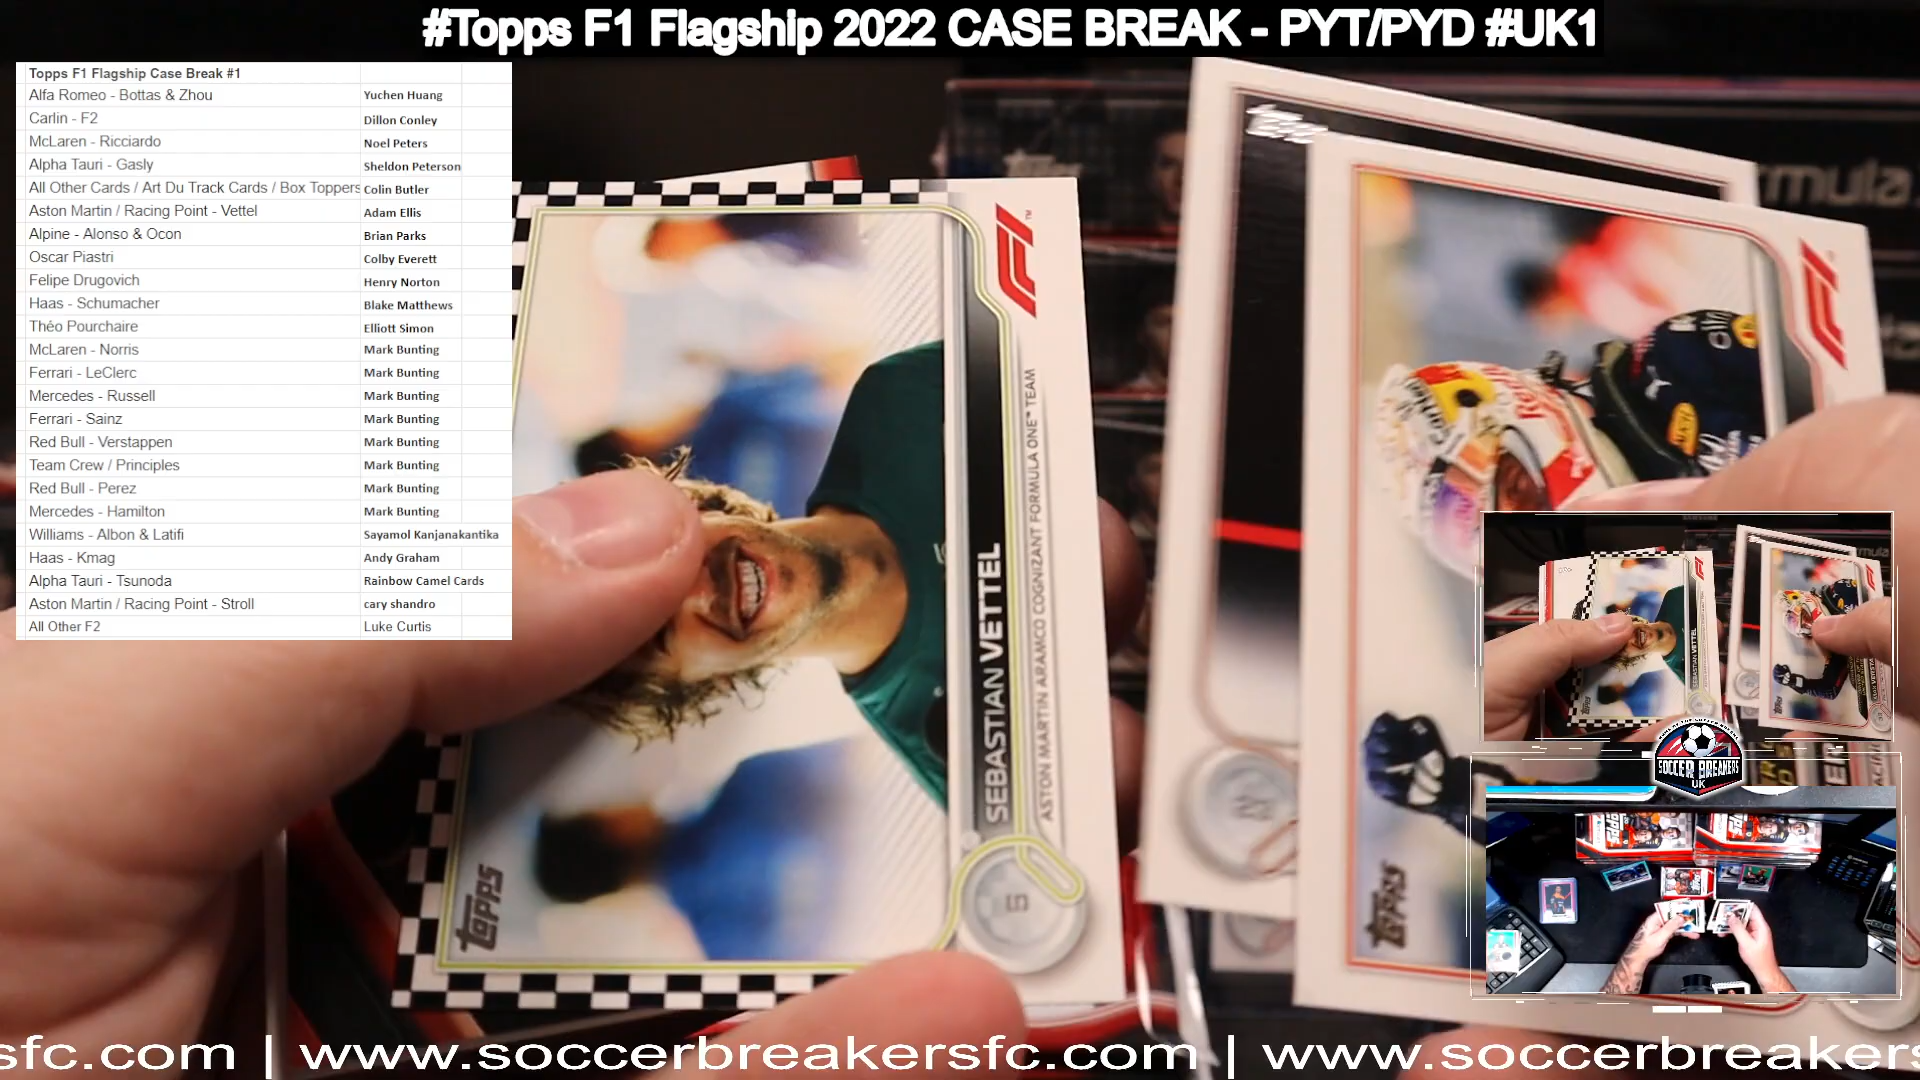 #Topps F1 Flagship 2022 CASE BREAK - PYT/PYD #UK1
Topps F1 Flagship Case Break #1
Alfa Romeo - Bottas & Zhou Yuchen Huang
Carlin - F2 Dillon Conley
McLaren - Ricciardo Noel Peters
Alpha Tauri - Gasly Sheldon Peterson
All Other Cards / Art Du Track Cards / Box Toppers Colin Butler
Aston Martin / Racing Point - Vettel Adam Ellis
Alpine - Alonso & Ocon Brian Parks
Oscar Piastri Colby Everett
Felipe Drugovich Henry Norton
Haas - Schumacher Blake Matthews
Théo Pourchaire Elliott Simon
McLaren - Norris Mark Bunting
Ferrari - LeClerc Mark Bunting
Mercedes - Russell Mark Bunting
Ferrari - Sainz Mark Bunting
Red Bull - Verstappen Mark Bunting
Team Crew / Principles Mark Bunting
Red Bull - Perez Mark Bunting
Mercedes - Hamilton Mark Bunting
Williams - Albon & Latifi Sayamol Kanjanakantika
Haas - Kmag Andy Graham
Alpha Tauri - Tsunoda Rainbow Camel Cards
Aston Martin / Racing Point - Stroll cary shandro
All Other F2 Luke Curtis
F1
SEBASTIAN VETTEL
ASTON MARTIN ARAMCO COGNIZANT FORMULA ONE™ TEAM
5
TOPPS
F1
TOPPS
SOCCER BREAKERS
UK
sfc.com | www.soccerbreakersfc.com | www.soccerbreakers